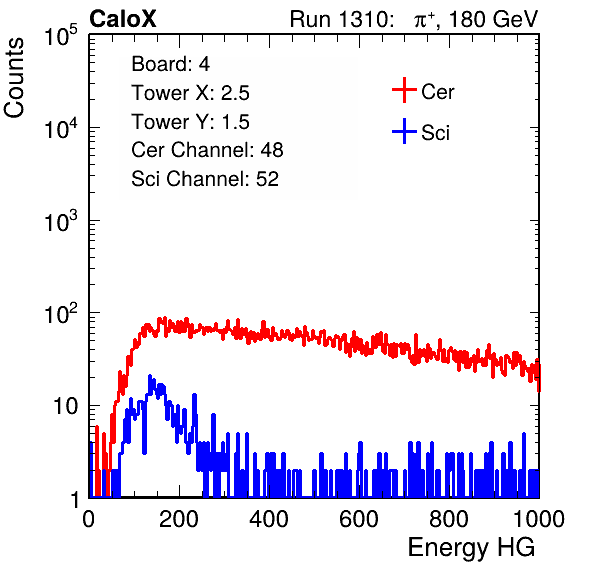 CaloX Run 1310: π⁺, 180 GeV
Counts
10⁵
10⁴
10³
10²
10
1
Board: 4
Tower X: 2.5
Tower Y: 1.5
Cer Channel: 48
Sci Channel: 52
Cer
Sci
0 200 400 600 800 1000
Energy HG